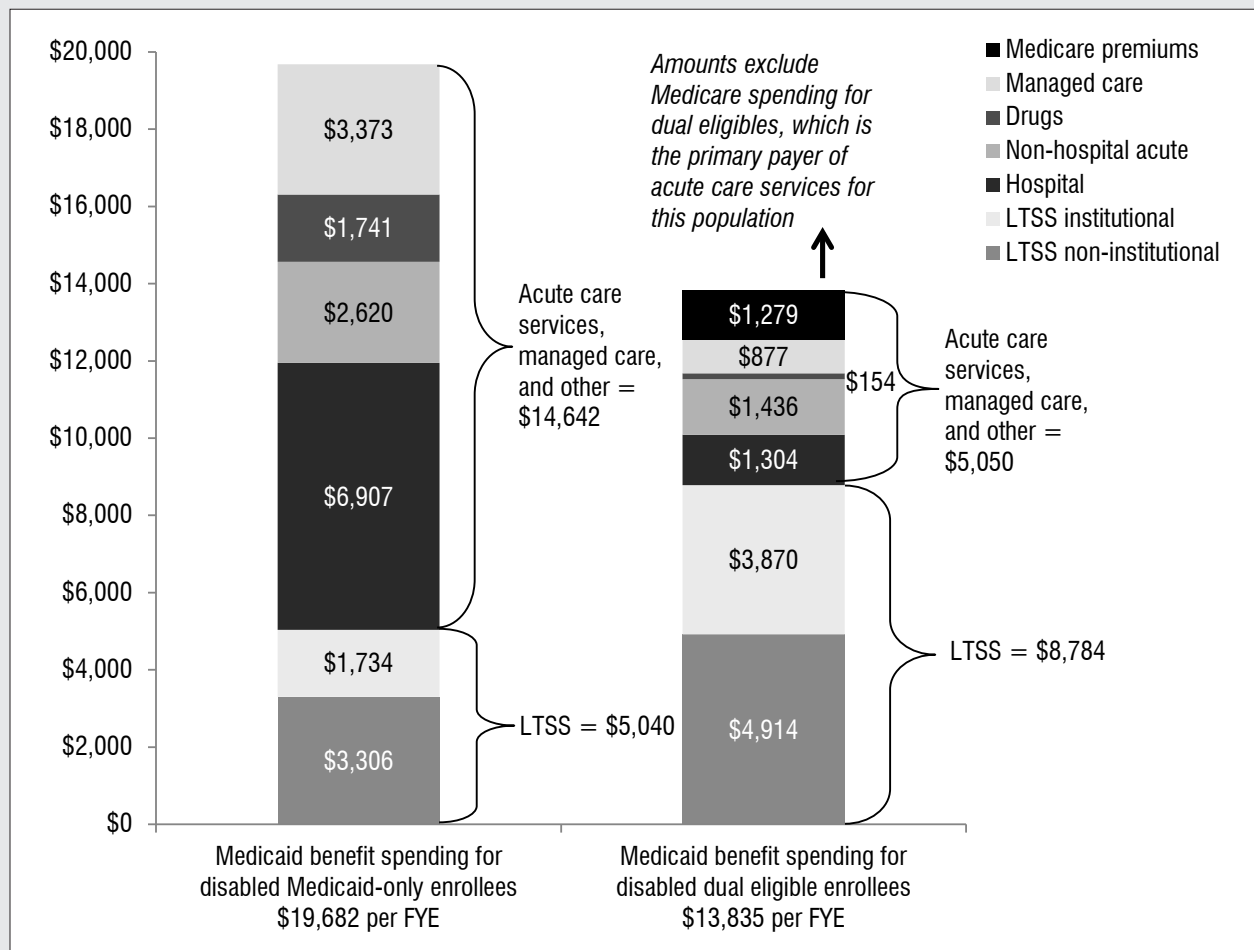 $20,000
$18,000
$16,000
$14,000
$12,000
$10,000
$8,000
$6,000
$4,000
$2,000
$0
$3,373
$1,741
$2,620
$6,907
$1,734
$3,306
Acute care
services,
managed care,
and other =
$14,642
LTSS = $5,040
Amounts exclude
Medicare spending for
dual eligibles, which is
the primary payer of
acute care services for
this population
$1,279
$877
$154
$1,436
$1,304
$3,870
$4,914
Acute care
services,
managed care,
and other =
$5,050
LTSS = $8,784
Medicare premiums
Managed care
Drugs
Non-hospital acute
Hospital
LTSS institutional
LTSS non-institutional
Medicaid benefit spending for
disabled Medicaid-only enrollees
$19,682 per FYE
Medicaid benefit spending for
disabled dual eligible enrollees
$13,835 per FYE